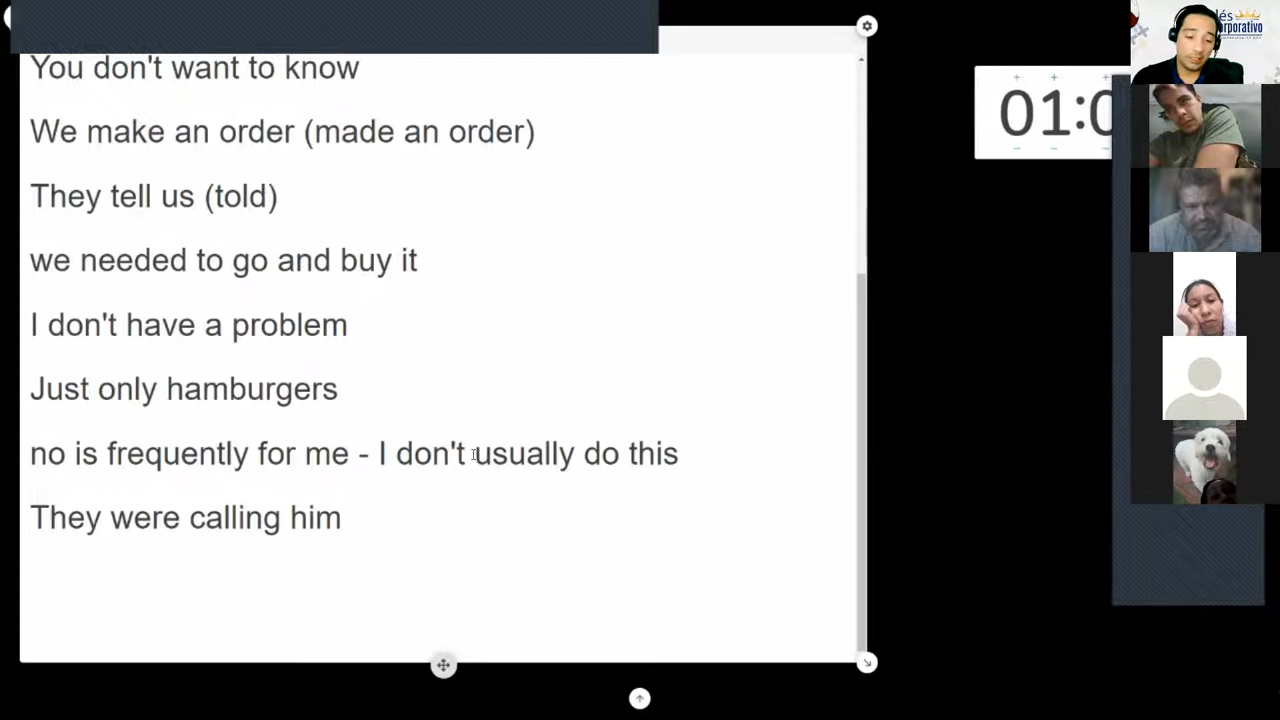 You don't want to know
We make an order (made an order)
They tell us (told)
we needed to go and buy it
I don't have a problem
Just only hamburgers
no is frequently for me - I don't usually do this
They were calling him
01:0